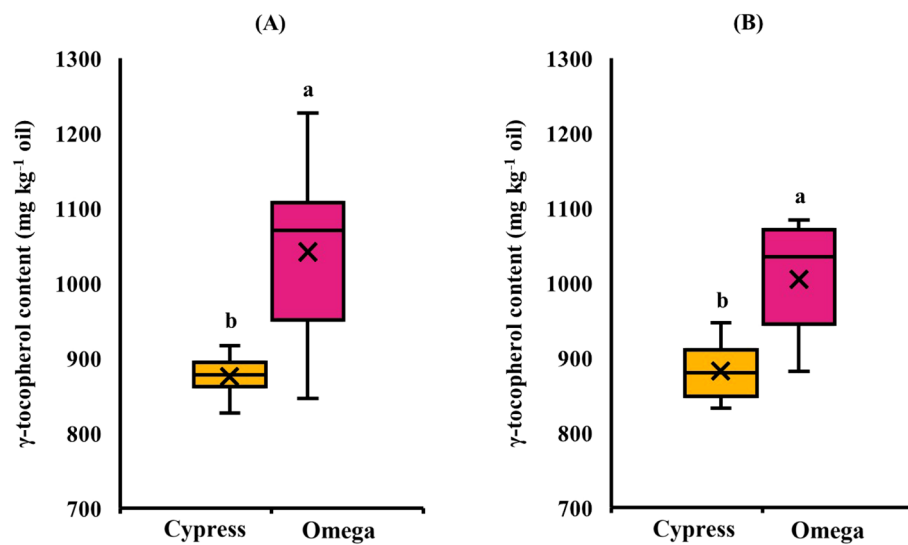 (A)
γ-tocopherol content (mg kg⁻¹ oil)
1300
1200
1100
1000
900
800
700
b
a
Cypress
Omega
(B)
γ-tocopherol content (mg kg⁻¹ oil)
1300
1200
1100
1000
900
800
700
b
a
Cypress
Omega